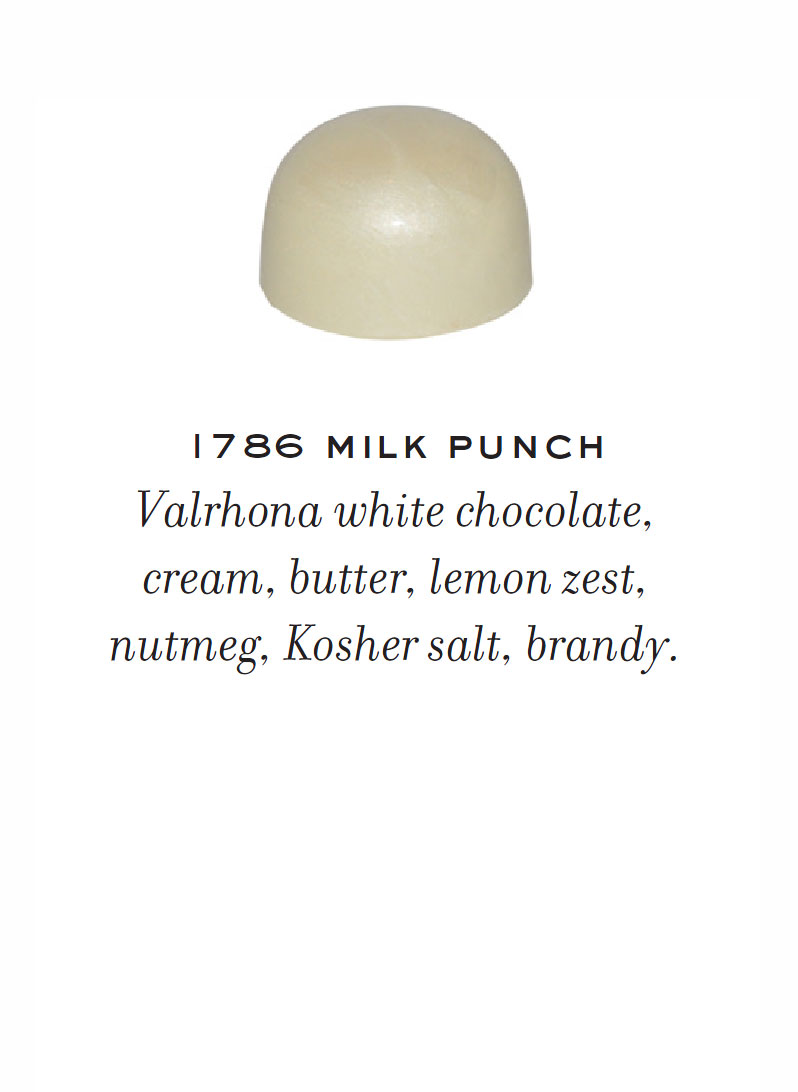 1786 MILK PUNCH
Valrhona white chocolate,
cream, butter, lemon zest,
nutmeg, Kosher salt, brandy.